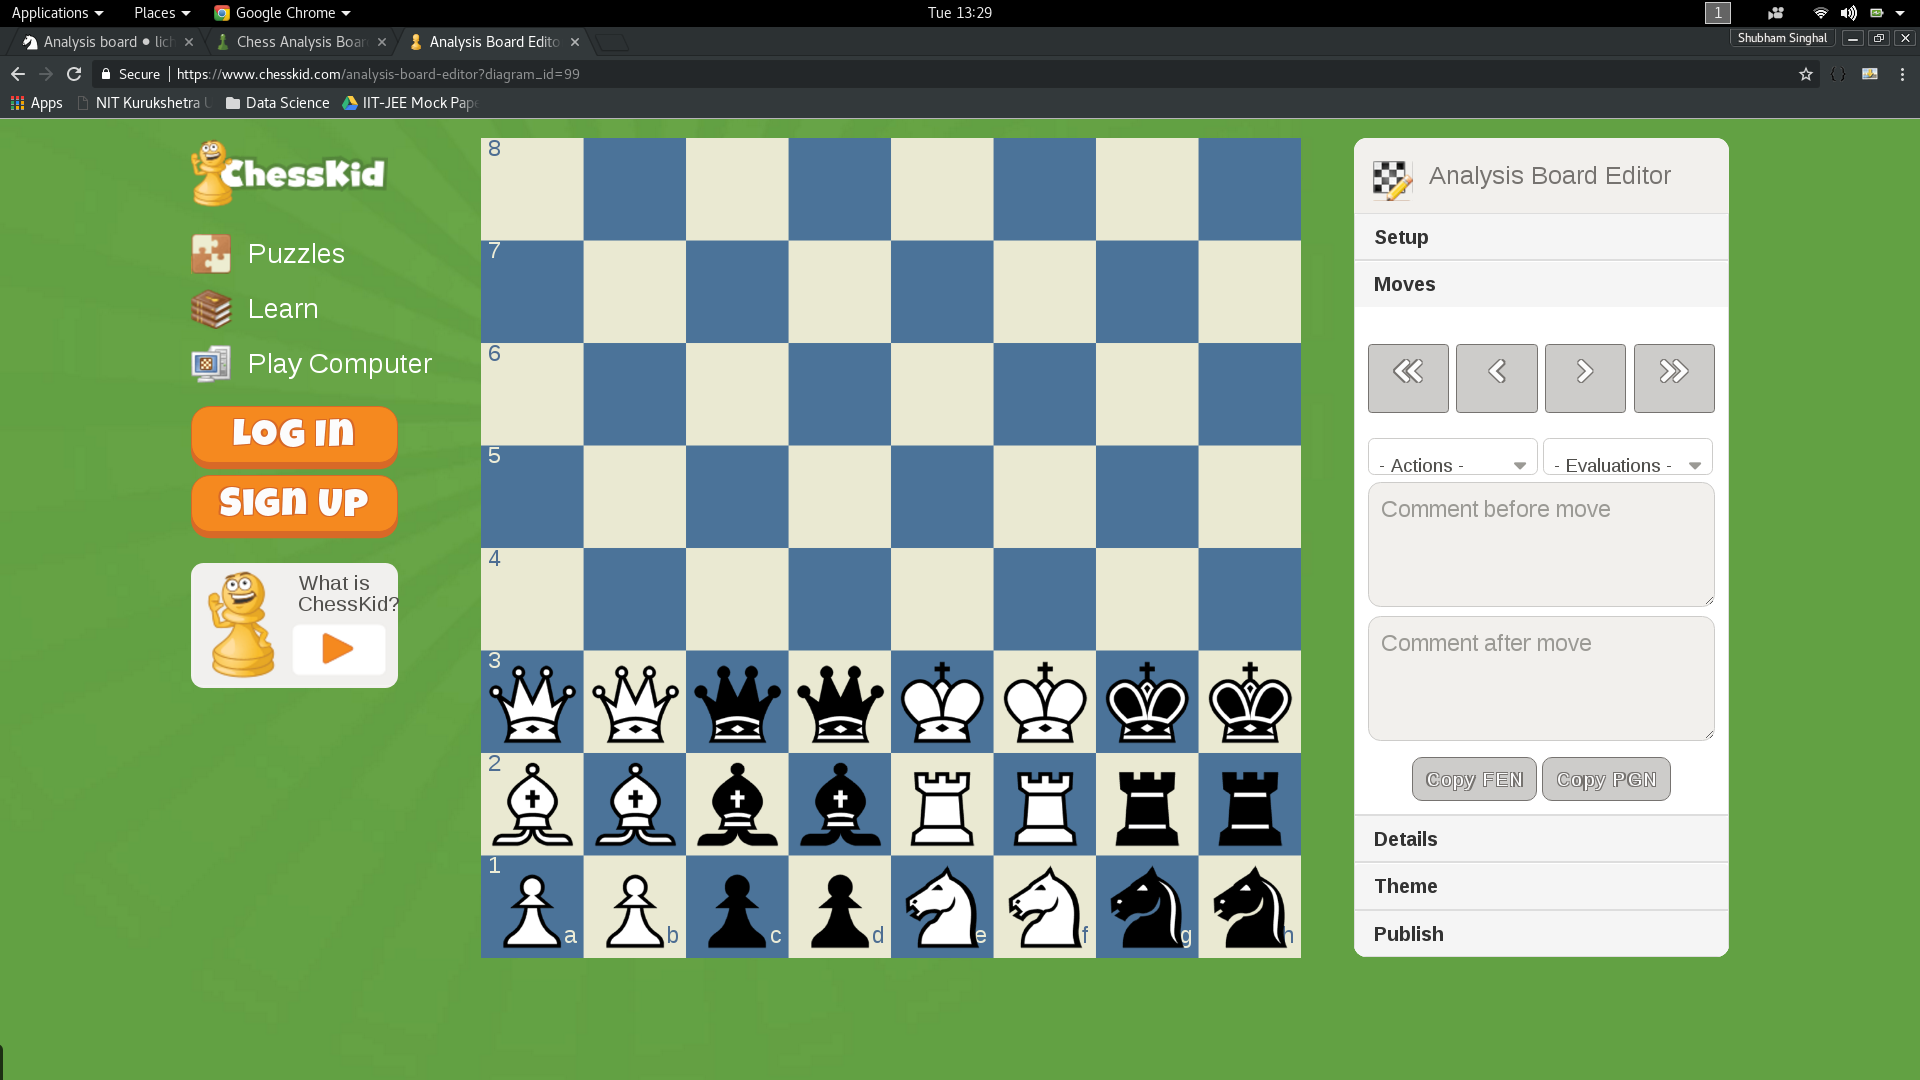 Applications Places Google Chrome Tue 13:29 1
Analysis board ● lich Chess Analysis Boar Analysis Board Edito Shubham Singhal
Secure https://www.chesskid.com/analysis-board-editor?diagram_id=99
Apps NIT Kurukshetra U Data Science IIT-JEE Mock Pape
ChessKid
Puzzles
Learn
Play Computer
LOG IN
SIGN UP
What is
ChessKid?
8
7
6
5
4
3
2
1
a b c d e f g h
Analysis Board Editor
Setup
Moves
- Actions - - Evaluations -
Comment before move
Comment after move
Copy FEN Copy PGN
Details
Theme
Publish